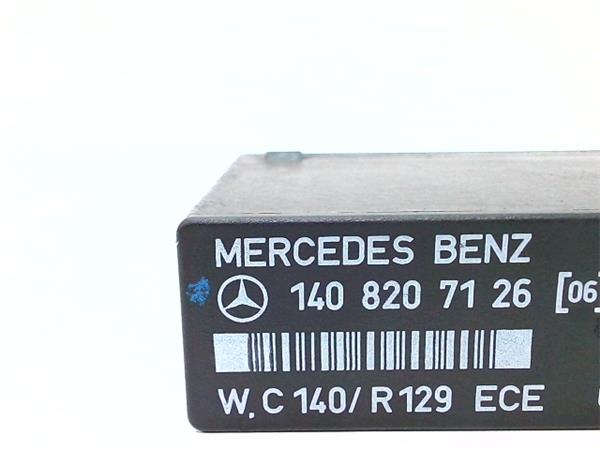 MERCEDES BENZ
140 820 71 26 [06]
W, C 140/ R 129 ECE